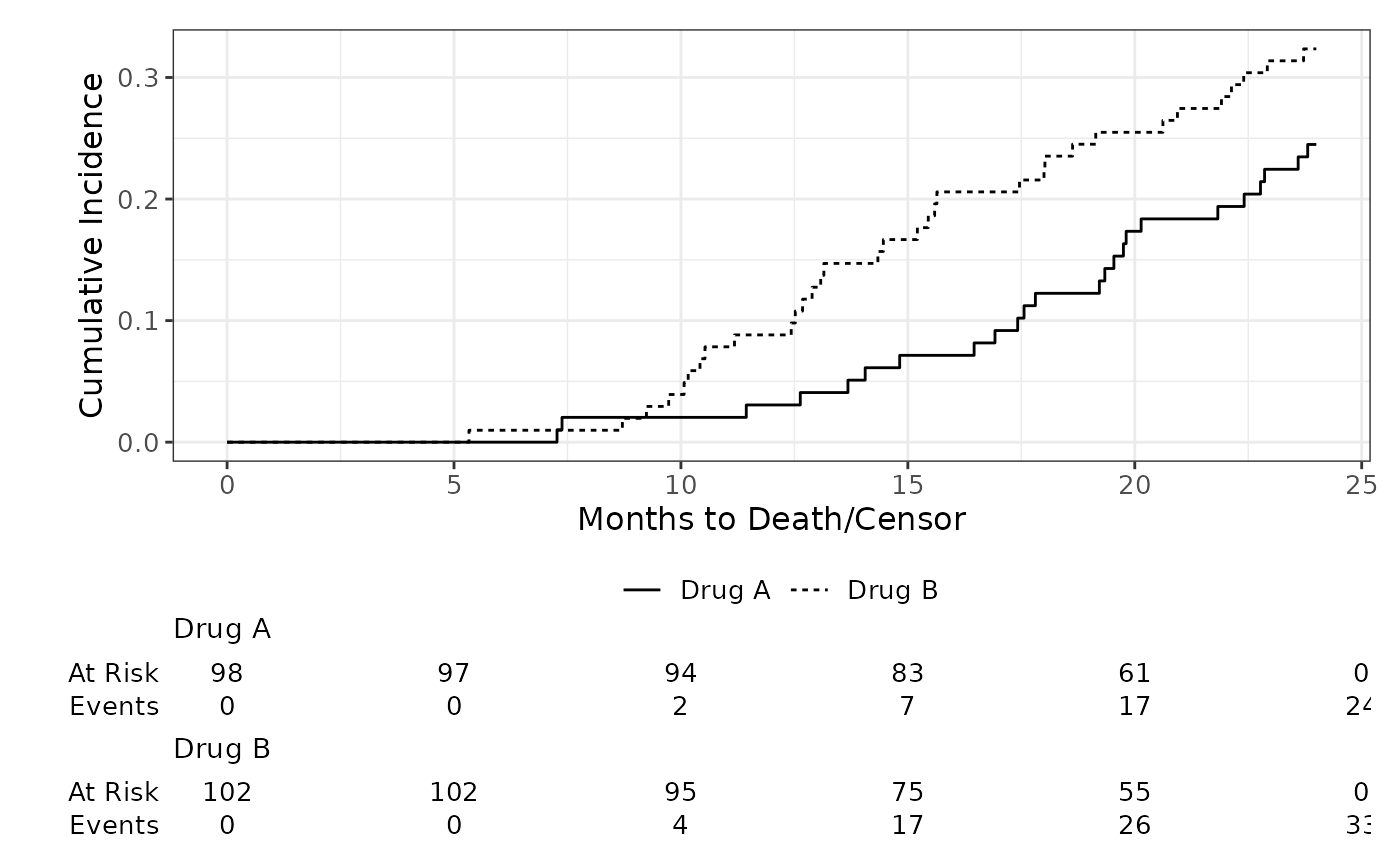 Cumulative Incidence
0.3
0.2
0.1
0.0
0 5 10 15 20 25
Months to Death/Censor
Drug A Drug B
Drug A
At Risk 98 97 94 83 61 0
Events 0 0 2 7 17 24
Drug B
At Risk 102 102 95 75 55 0
Events 0 0 4 17 26 33